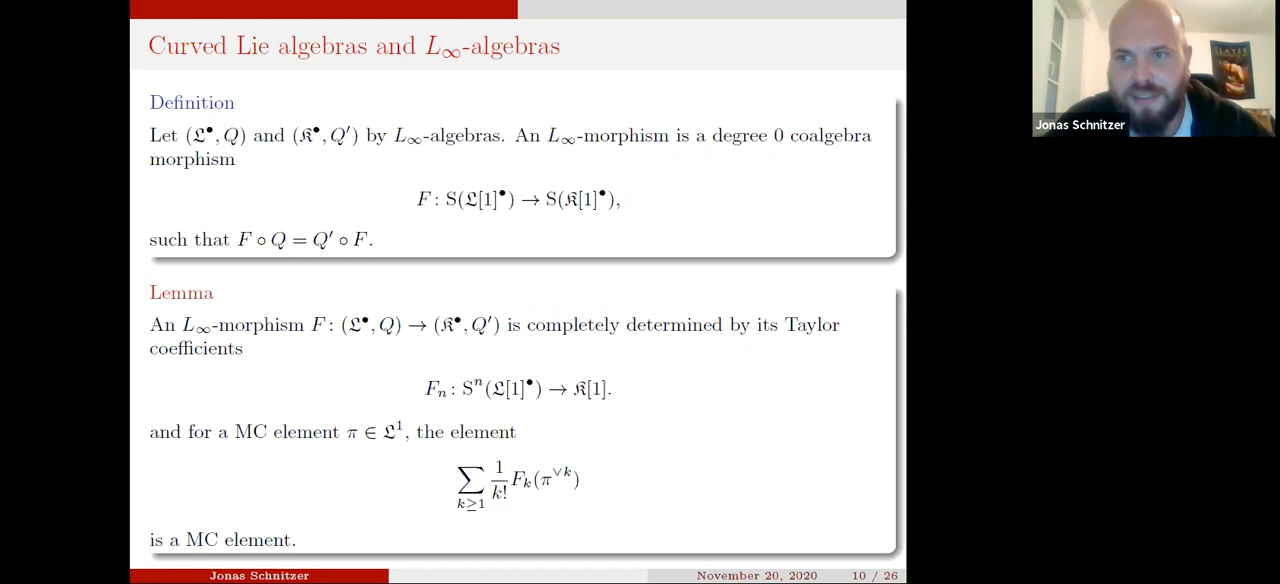 Curved Lie algebras and L∞-algebras
Definition
Let (𝔏•, Q) and (𝔎•, Q′) by L∞-algebras. An L∞-morphism is a degree 0 coalgebra
morphism
F : S(𝔏[1]•) → S(𝔎[1]•),
such that F ∘ Q = Q′ ∘ F.
Lemma
An L∞-morphism F : (𝔏•, Q) → (𝔎•, Q′) is completely determined by its Taylor
coefficients
Fₙ : Sⁿ(𝔏[1]•) → 𝔎[1].
and for a MC element π ∈ 𝔏¹, the element
∑_{k≥1} 1/k! F_k(π^{∨k})
is a MC element.
Jonas Schnitzer November 20, 2020 10 / 26
SLAYER
Jonas Schnitzer